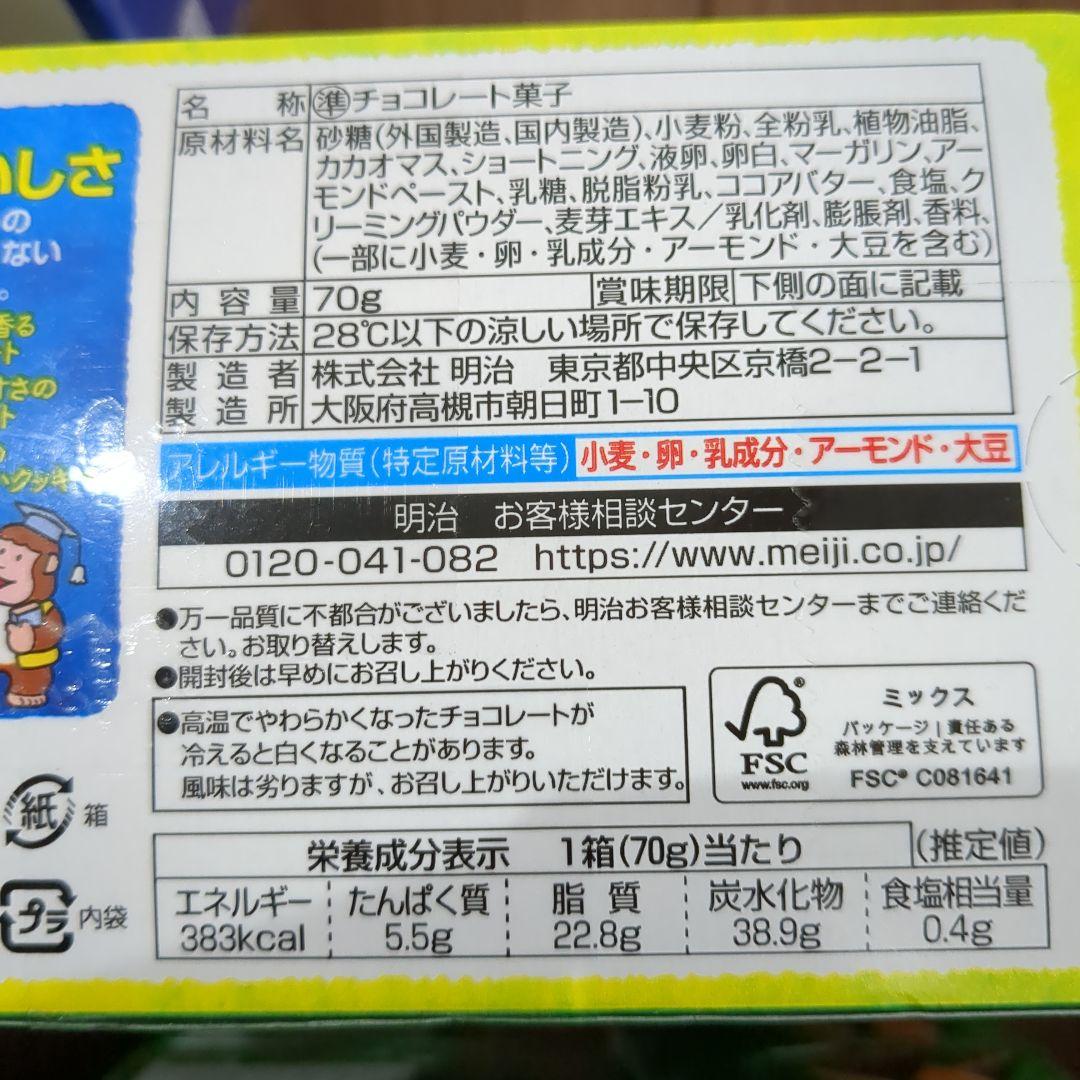 いしさ
の
ない
。
香る
ート
すさの
ト
いクッキー
名 称 ㊜チョコレート菓子
原材料名 砂糖(外国製造、国内製造)、小麦粉、全粉乳、植物油脂、
カカオマス、ショートニング、液卵、卵白、マーガリン、アー
モンドペースト、乳糖、脱脂粉乳、ココアバター、食塩、ク
リーミングパウダー、麦芽エキス／乳化剤、膨脹剤、香料、
(一部に小麦・卵・乳成分・アーモンド・大豆を含む)
内容量 70g 賞味期限 下側の面に記載
保存方法 28℃以下の涼しい場所で保存してください。
製造者 株式会社 明治 東京都中央区京橋2-2-1
製造所 大阪府高槻市朝日町1-10
アレルギー物質(特定原材料等) 小麦・卵・乳成分・アーモンド・大豆
明治 お客様相談センター
0120-041-082 https://www.meiji.co.jp/
●万一品質に不都合がございましたら、明治お客様相談センターまでご連絡くだ
さい。お取り替えします。
●開封後は早めにお召し上がりください。
●高温でやわらかくなったチョコレートが
冷えると白くなることがあります。
風味は劣りますが、お召し上がりいただけます。
FSC®
www.fsc.org
ミックス
パッケージ｜責任ある
森林管理を支えています
FSC® C081641
紙 箱
プラ 内袋
栄養成分表示 1箱(70g)当たり (推定値)
エネルギー たんぱく質 脂質 炭水化物 食塩相当量
383kcal 5.5g 22.8g 38.9g 0.4g